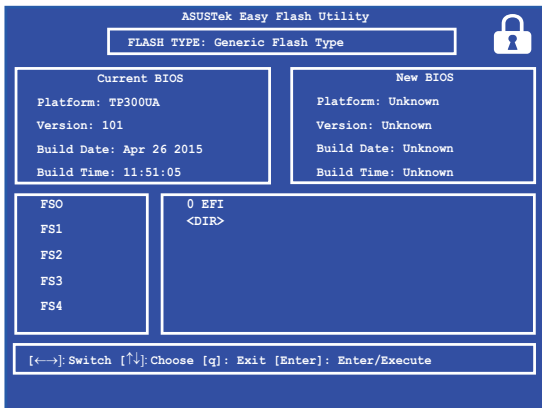 ASUSTek Easy Flash Utility
FLASH TYPE: Generic Flash Type
Current BIOS
Platform: TP300UA
Version: 101
Build Date: Apr 26 2015
Build Time: 11:51:05
New BIOS
Platform: Unknown
Version: Unknown
Build Date: Unknown
Build Time: Unknown
FSO
FS1
FS2
FS3
FS4
0 EFI
<DIR>
[←→]: Switch [↑↓]: Choose [q]: Exit [Enter]: Enter/Execute